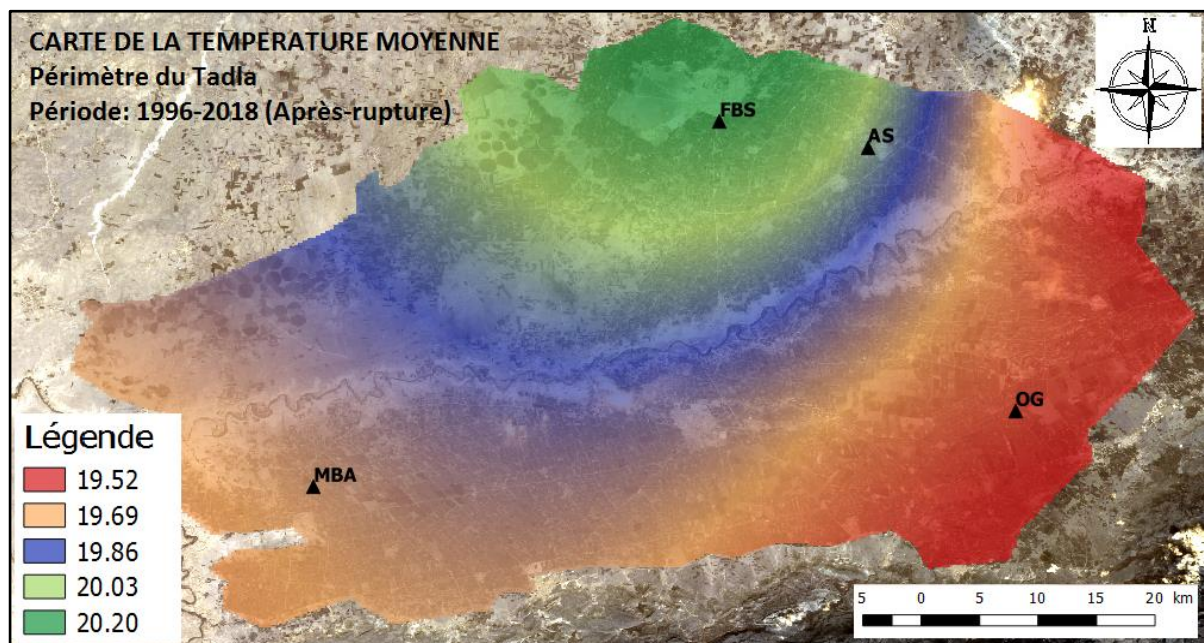 CARTE DE LA TEMPERATURE MOYENNE
Périmètre du Tadla
Période: 1996-2018 (Après-rupture)
N
FBS
AS
OG
MBA
Légende
19.52
19.69
19.86
20.03
20.20
5 0 5 10 15 20 km